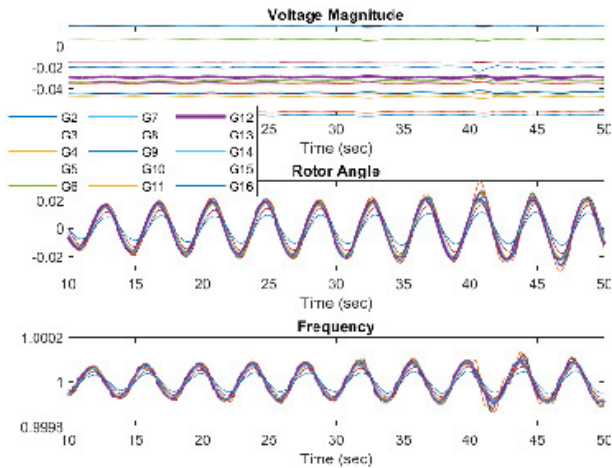 Voltage Magnitude
0
-0.02
-0.04
G2 G7 G12
G3 G8 G13
G4 G9 G14
G5 G10 G15
G6 G11 G16
25 30 35 40 45 50
Time (sec)
Rotor Angle
0.02
0
-0.02
10 15 20 25 30 35 40 45 50
Time (sec)
Frequency
1.0002
1
0.9998
10 15 20 25 30 35 40 45 50
Time (sec)